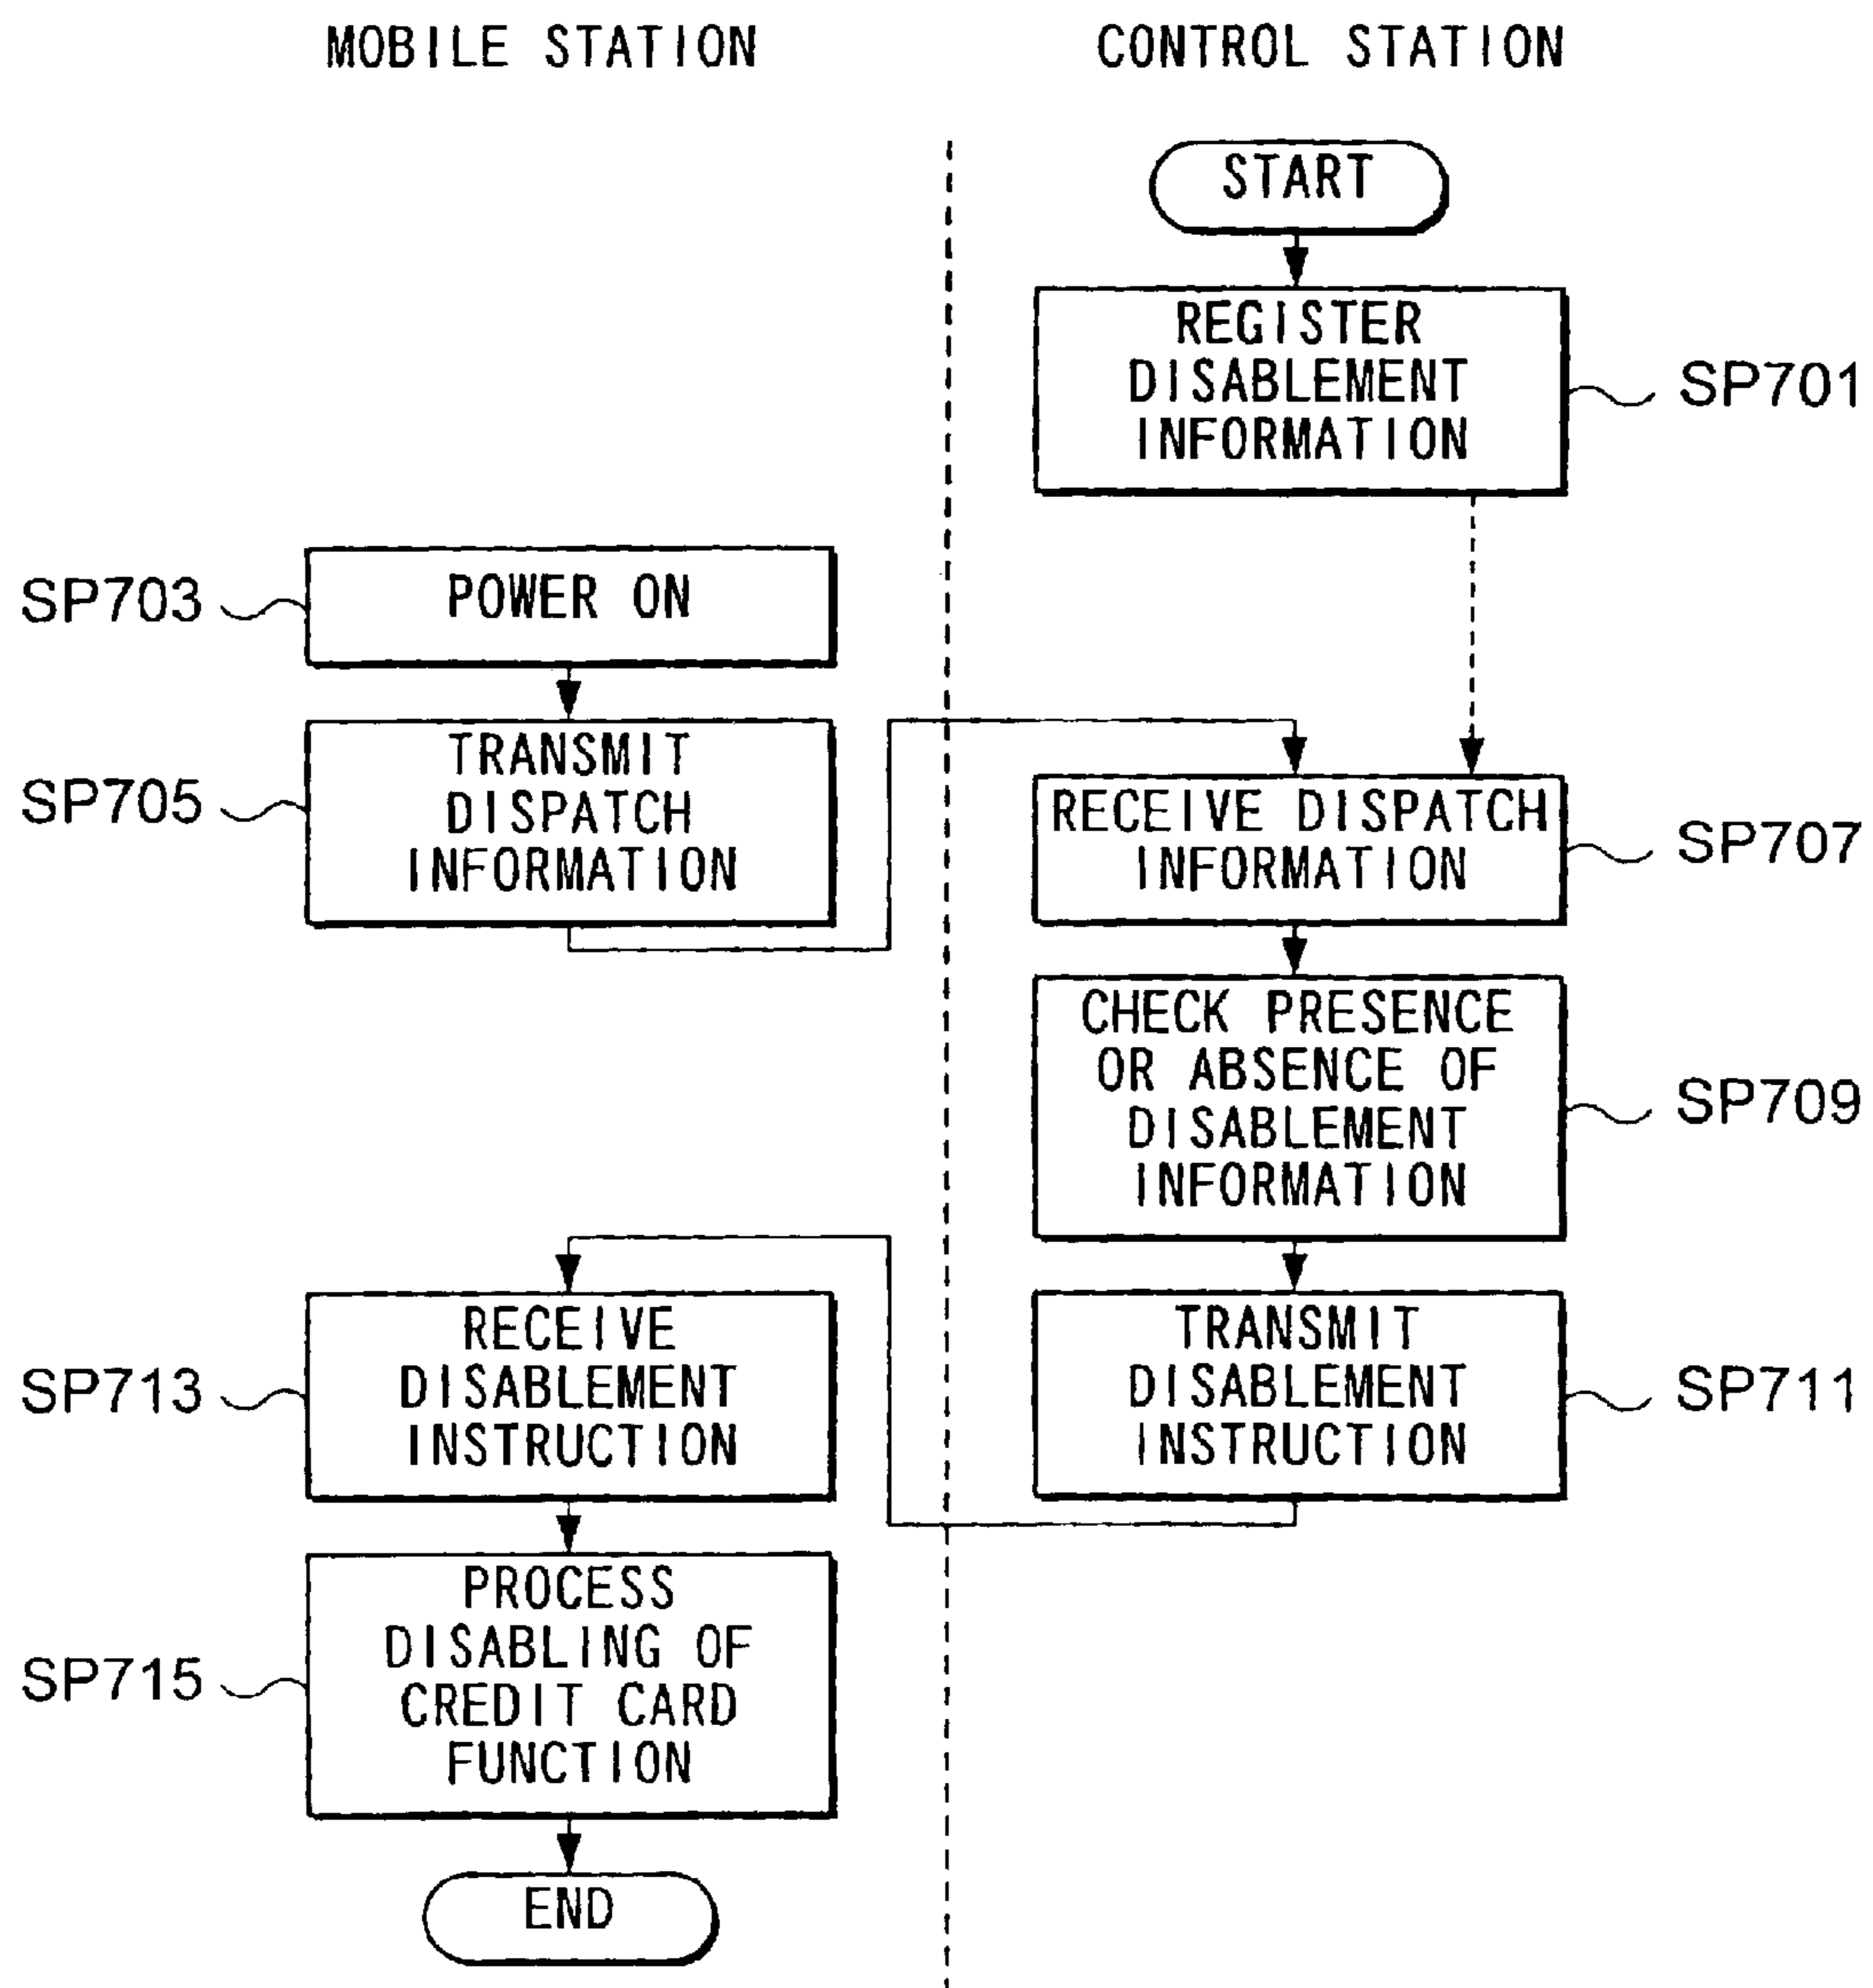 MOBILE STATION
CONTROL STATION
START
REGISTER
DISABLEMENT
INFORMATION
SP701
SP703
POWER ON
SP705
TRANSMIT
DISPATCH
INFORMATION
RECEIVE DISPATCH
INFORMATION
SP707
CHECK PRESENCE
OR ABSENCE OF
DISABLEMENT
INFORMATION
SP709
TRANSMIT
DISABLEMENT
INSTRUCTION
SP711
SP713
RECEIVE
DISABLEMENT
INSTRUCTION
SP715
PROCESS
DISABLING OF
CREDIT CARD
FUNCTION
END